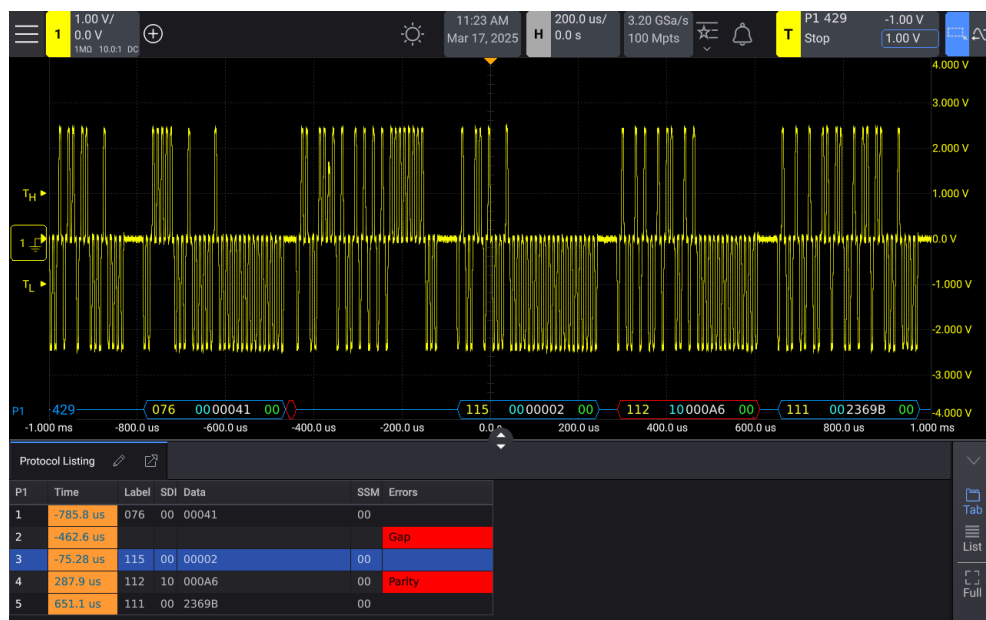 1
1.00 V/
0.0 V
1MΩ 10.0:1 DC
11:23 AM
Mar 17, 2025
H
200.0 us/
0.0 s
3.20 GSa/s
100 Mpts
T
P1 429
Stop
-1.00 V
1.00 V
4.000 V
3.000 V
2.000 V
TH
1.000 V
1
0.0 V
TL
-1.000 V
-2.000 V
-3.000 V
P1
429
076 0000041 00
115 0000002 00
112 10000A6 00
111 002369B 00
-4.000 V
-1.000 ms -800.0 us -600.0 us -400.0 us -200.0 us 0.0 200.0 us 400.0 us 600.0 us 800.0 us 1.000 ms
Protocol Listing
P1 Time Label SDI Data SSM Errors
1 -785.8 us 076 00 00041 00
2 -462.6 us Gap
3 -75.28 us 115 00 00002 00
4 287.9 us 112 10 000A6 00 Parity
5 651.1 us 111 00 2369B 00
Tab
List
Full